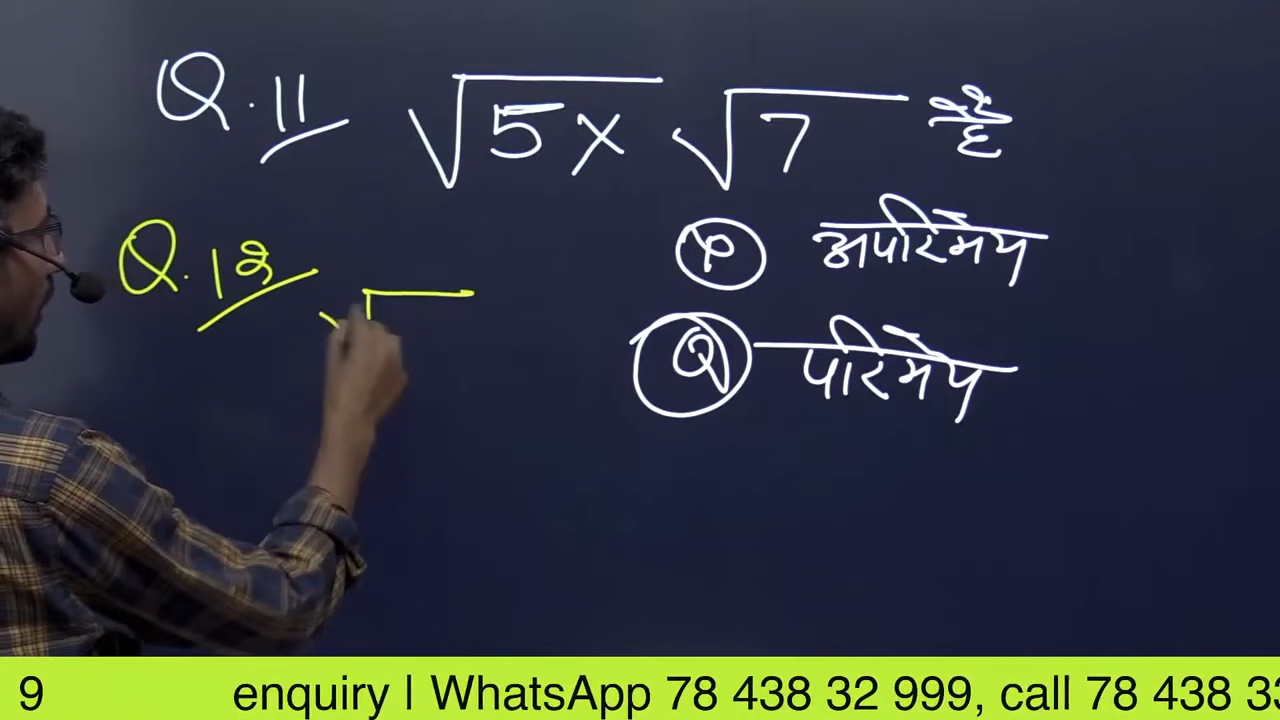 Q.11 √5 x √7 है
P अपरिमेय
Q परिमेय
Q.12 √
9 enquiry | WhatsApp 78 438 32 999, call 78 438 3